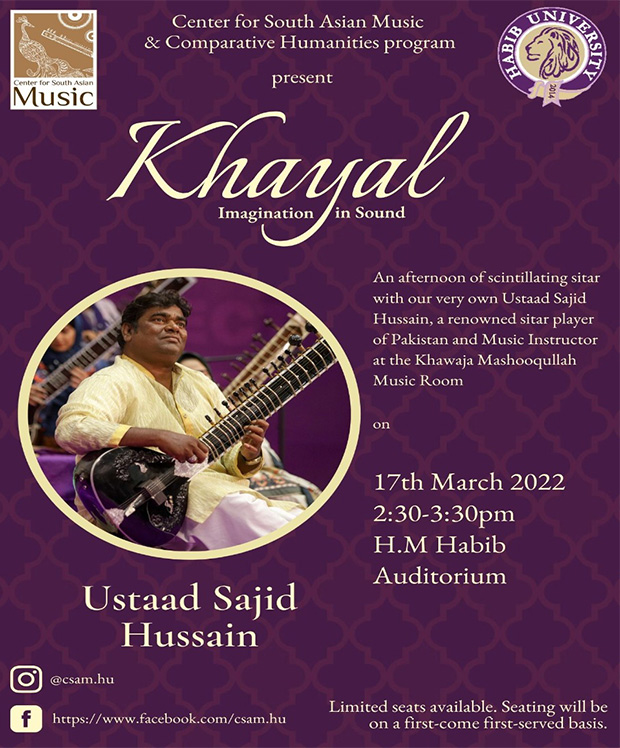 Center for South Asian
Music
Center for South Asian Music
& Comparative Humanities program
present
HABIB UNIVERSITY
2014
Khayal
Imagination in Sound
An afternoon of scintillating sitar
with our very own Ustaad Sajid
Hussain, a renowned sitar player
of Pakistan and Music Instructor
at the Khawaja Mashooqullah
Music Room
on
17th March 2022
2:30-3:30pm
H.M Habib
Auditorium
Ustaad Sajid
Hussain
@csam.hu
https://www.facebook.com/csam.hu
Limited seats available. Seating will be
on a first-come first-served basis.